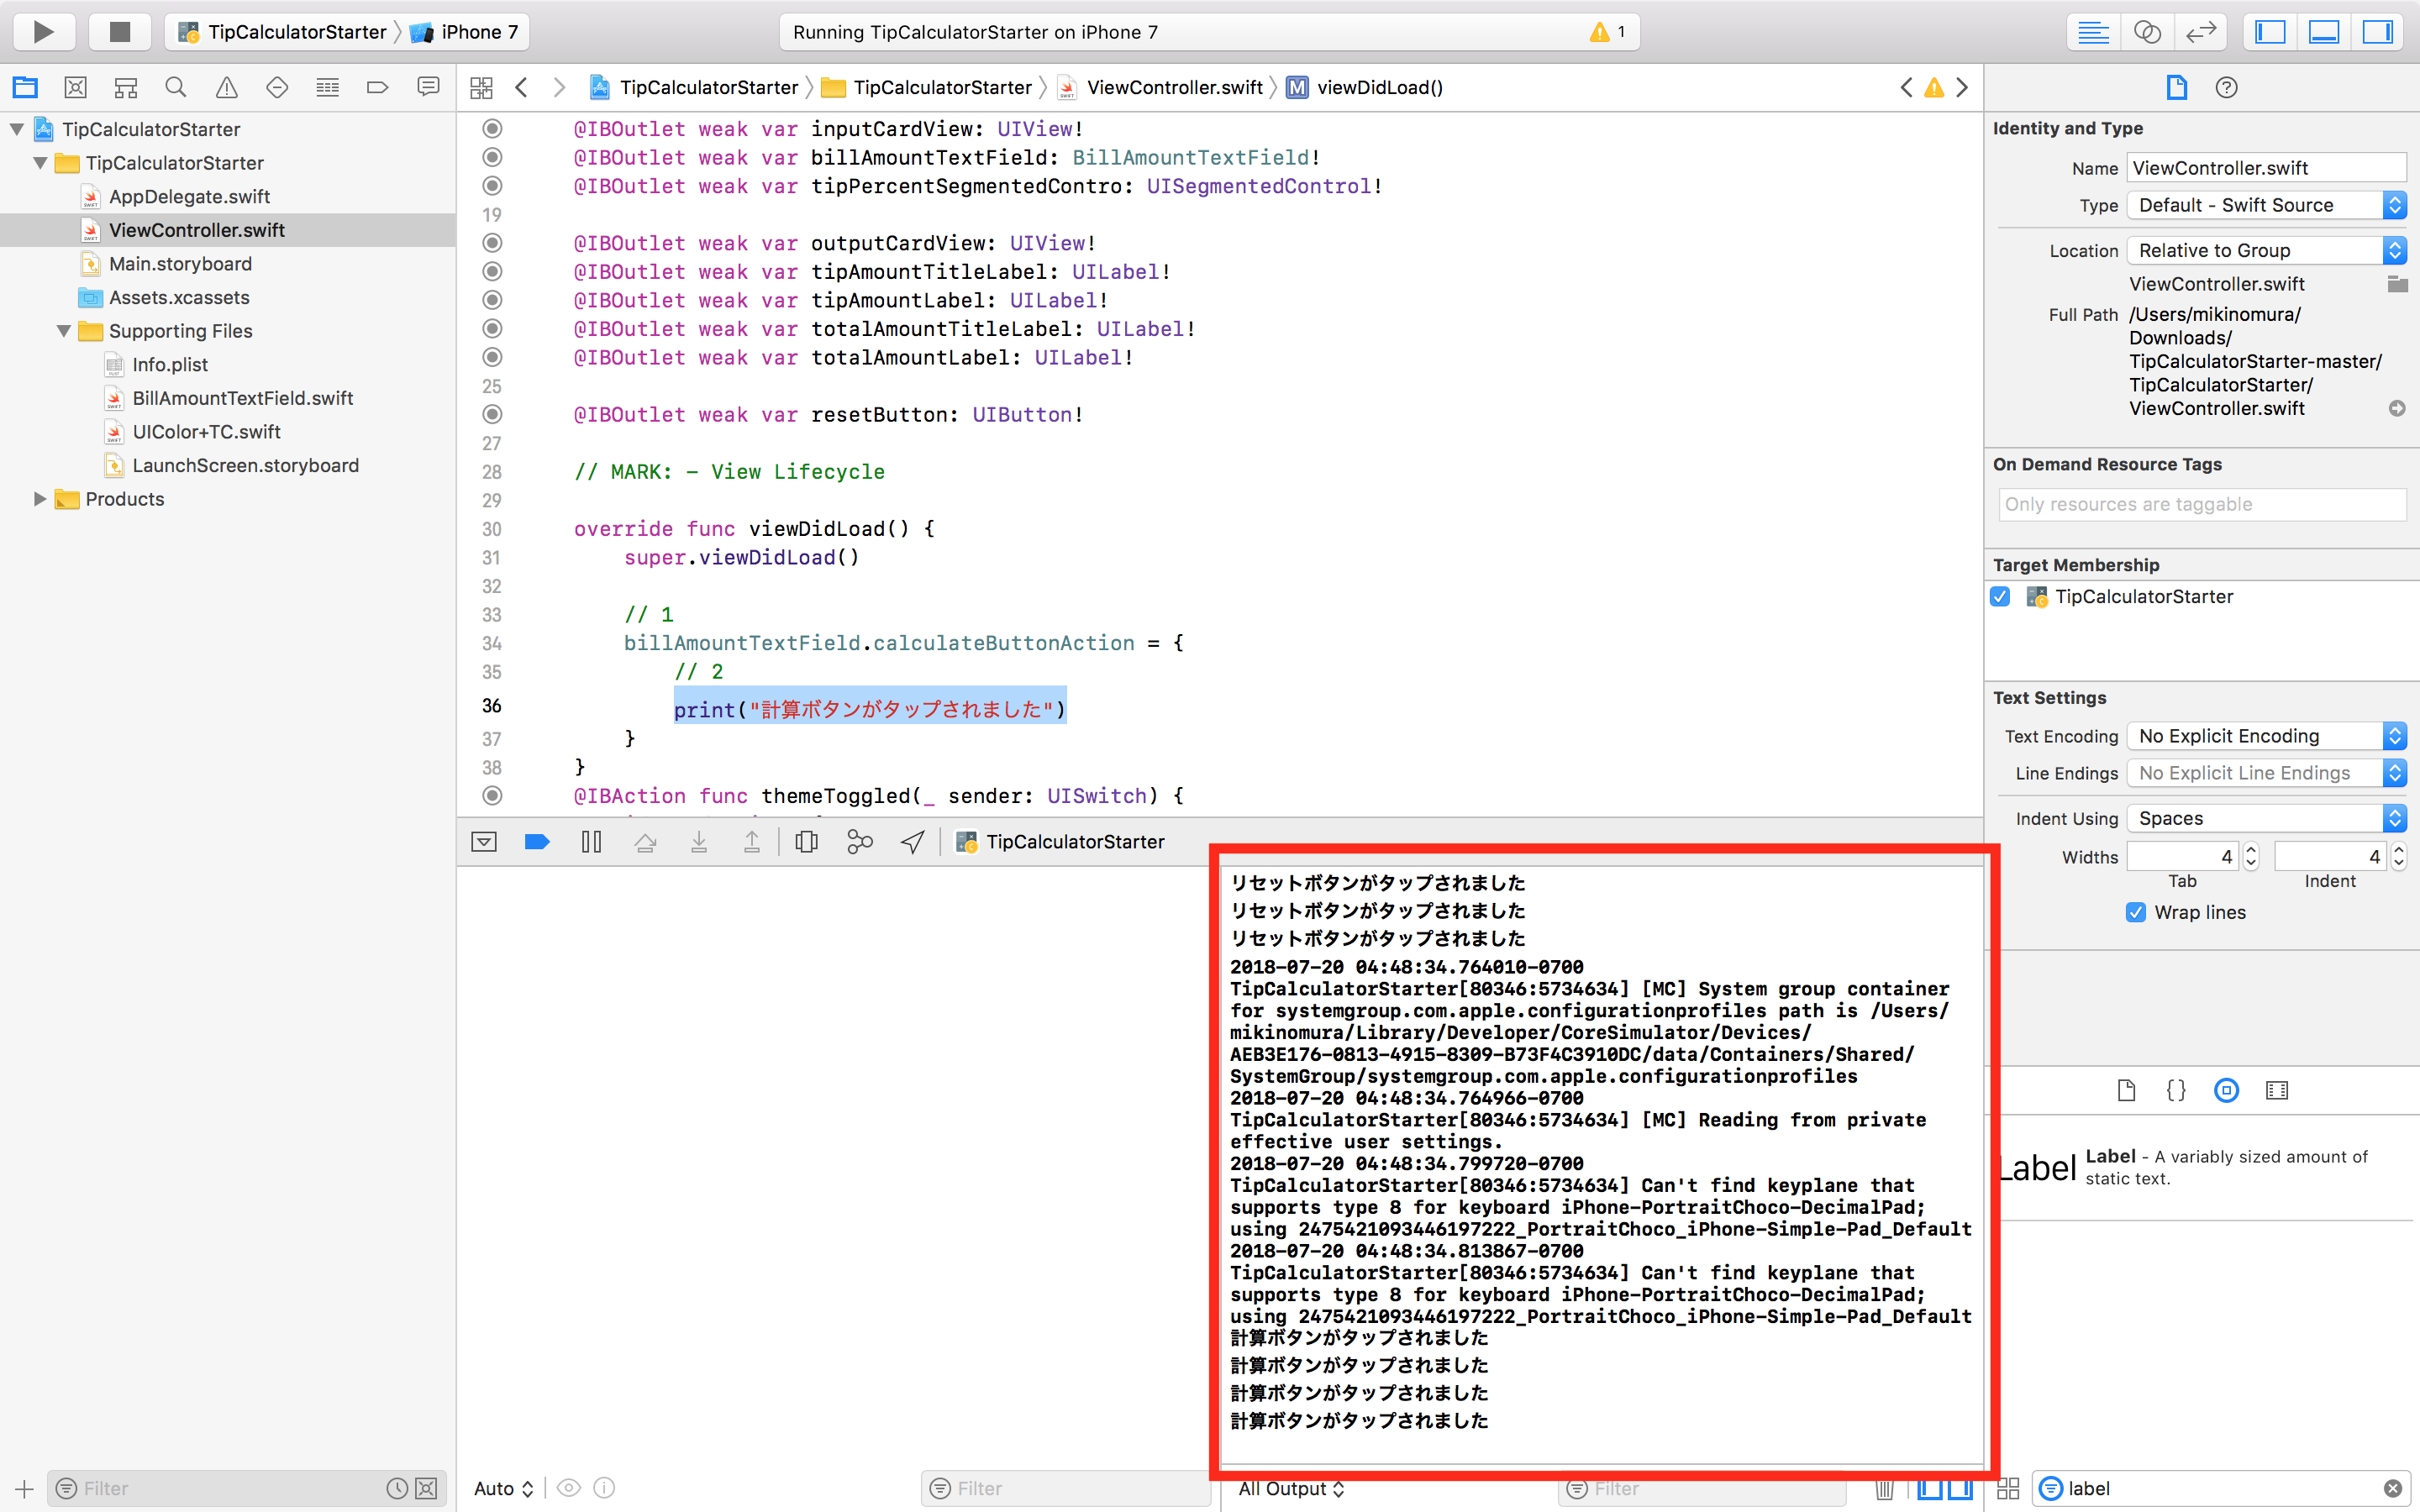 TipCalculatorStarter
iPhone 7
Running TipCalculatorStarter on iPhone 7
1
TipCalculatorStarter
TipCalculatorStarter
AppDelegate.swift
ViewController.swift
Main.storyboard
Assets.xcassets
Supporting Files
Info.plist
BillAmountTextField.swift
UIColor+TC.swift
LaunchScreen.storyboard
Products
Filter
TipCalculatorStarter
TipCalculatorStarter
ViewController.swift
M viewDidLoad()
@IBOutlet weak var inputCardView: UIView!
@IBOutlet weak var billAmountTextField: BillAmountTextField!
@IBOutlet weak var tipPercentSegmentedContro: UISegmentedControl!
19
@IBOutlet weak var outputCardView: UIView!
@IBOutlet weak var tipAmountTitleLabel: UILabel!
@IBOutlet weak var tipAmountLabel: UILabel!
@IBOutlet weak var totalAmountTitleLabel: UILabel!
@IBOutlet weak var totalAmountLabel: UILabel!
25
@IBOutlet weak var resetButton: UIButton!
27
28 // MARK: - View Lifecycle
29
30 override func viewDidLoad() {
31 super.viewDidLoad()
32
33 // 1
34 billAmountTextField.calculateButtonAction = {
35 // 2
36 print("計算ボタンがタップされました")
37 }
38 }
@IBAction func themeToggled(_ sender: UISwitch) {
TipCalculatorStarter
Auto
Filter
リセットボタンがタップされました
リセットボタンがタップされました
リセットボタンがタップされました
2018-07-20 04:48:34.764010-0700
TipCalculatorStarter[80346:5734634] [MC] System group container
for systemgroup.com.apple.configurationprofiles path is /Users/
mikinomura/Library/Developer/CoreSimulator/Devices/
AEB3E176-0813-4915-8309-B73F4C3910DC/data/Containers/Shared/
SystemGroup/systemgroup.com.apple.configurationprofiles
2018-07-20 04:48:34.764966-0700
TipCalculatorStarter[80346:5734634] [MC] Reading from private
effective user settings.
2018-07-20 04:48:34.799720-0700
TipCalculatorStarter[80346:5734634] Can't find keyplane that
supports type 8 for keyboard iPhone-PortraitChoco-DecimalPad;
using 2475421093446197222_PortraitChoco_iPhone-Simple-Pad_Default
2018-07-20 04:48:34.813867-0700
TipCalculatorStarter[80346:5734634] Can't find keyplane that
supports type 8 for keyboard iPhone-PortraitChoco-DecimalPad;
using 2475421093446197222_PortraitChoco_iPhone-Simple-Pad_Default
計算ボタンがタップされました
計算ボタンがタップされました
計算ボタンがタップされました
計算ボタンがタップされました
All Output
Filter
Identity and Type
Name ViewController.swift
Type Default - Swift Source
Location Relative to Group
ViewController.swift
Full Path /Users/mikinomura/
Downloads/
TipCalculatorStarter-master/
TipCalculatorStarter/
ViewController.swift
On Demand Resource Tags
Only resources are taggable
Target Membership
TipCalculatorStarter
Text Settings
Text Encoding No Explicit Encoding
Line Endings No Explicit Line Endings
Indent Using Spaces
Widths 4 4
Tab Indent
Wrap lines
Label
Label - A variably sized amount of
static text.
label